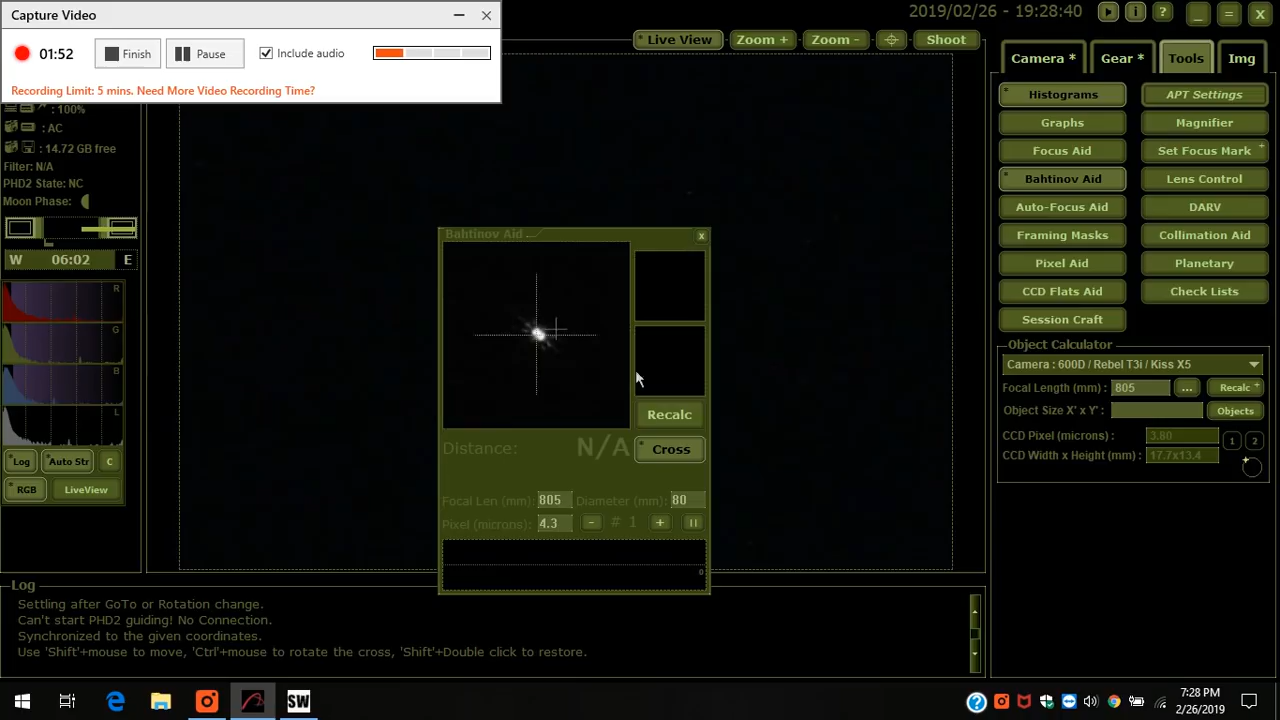 Capture Video
01:52 Finish Pause Include audio
Recording Limit: 5 mins. Need More Video Recording Time?
2019/02/26 - 19:28:40
Live View Zoom + Zoom - Shoot
Camera * Gear * Tools Img
: 100%
: AC
: 14.72 GB free
Filter: N/A
PHD2 State: NC
Moon Phase:
W 06:02 E
R
G
B
L
Log Auto Str C
RGB LiveView
Histograms APT Settings
Graphs Magnifier
Focus Aid Set Focus Mark +
Bahtinov Aid Lens Control
Auto-Focus Aid DARV
Framing Masks Collimation Aid
Pixel Aid Planetary
CCD Flats Aid Check Lists
Session Craft
Object Calculator
Camera : 600D / Rebel T3i / Kiss X5
Focal Length (mm): 805 ... Recalc +
Object Size X' x Y' : Objects
CCD Pixel (microns) : 3.80 1 2
CCD Width x Height (mm) : 17.7x13.4
Bahtinov Aid x
Recalc
Distance: N/A Cross
Focal Len (mm): 805 Diameter (mm): 80
Pixel (microns): 4.3 - # 1 +
0
Log
Settling after GoTo or Rotation change.
Can't start PHD2 guiding! No Connection.
Synchronized to the given coordinates.
Use 'Shift'+mouse to move, 'Ctrl'+mouse to rotate the cross, 'Shift'+Double click to restore.
SW
7:28 PM
2/26/2019